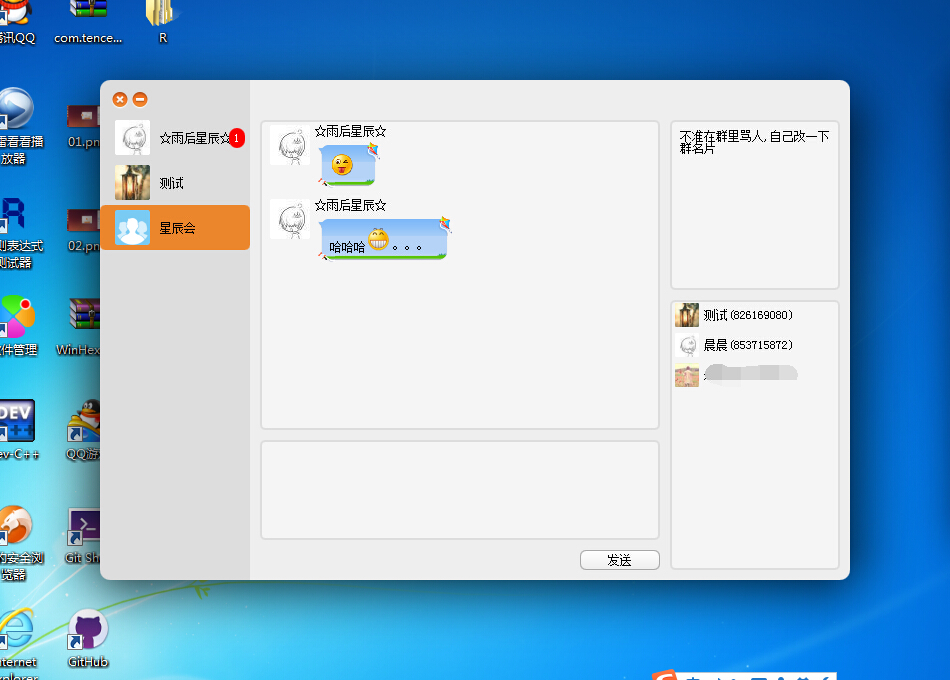 讯QQ
com.tence...
R
雷看看播
放器
01.pn
则表达式
测试器
02.pn
件管理
WinHex
DEV
C++
ev-C++
QQ游
安全浏
览器
Git Sh
nternet
xplorer
GitHub
☆雨后星辰☆
1
测试
星辰会
☆雨后星辰☆
☆雨后星辰☆
哈哈哈。。。
发送
不准在群里骂人,自己改一下
群名片
测试(826169080)
晨晨(853715872)